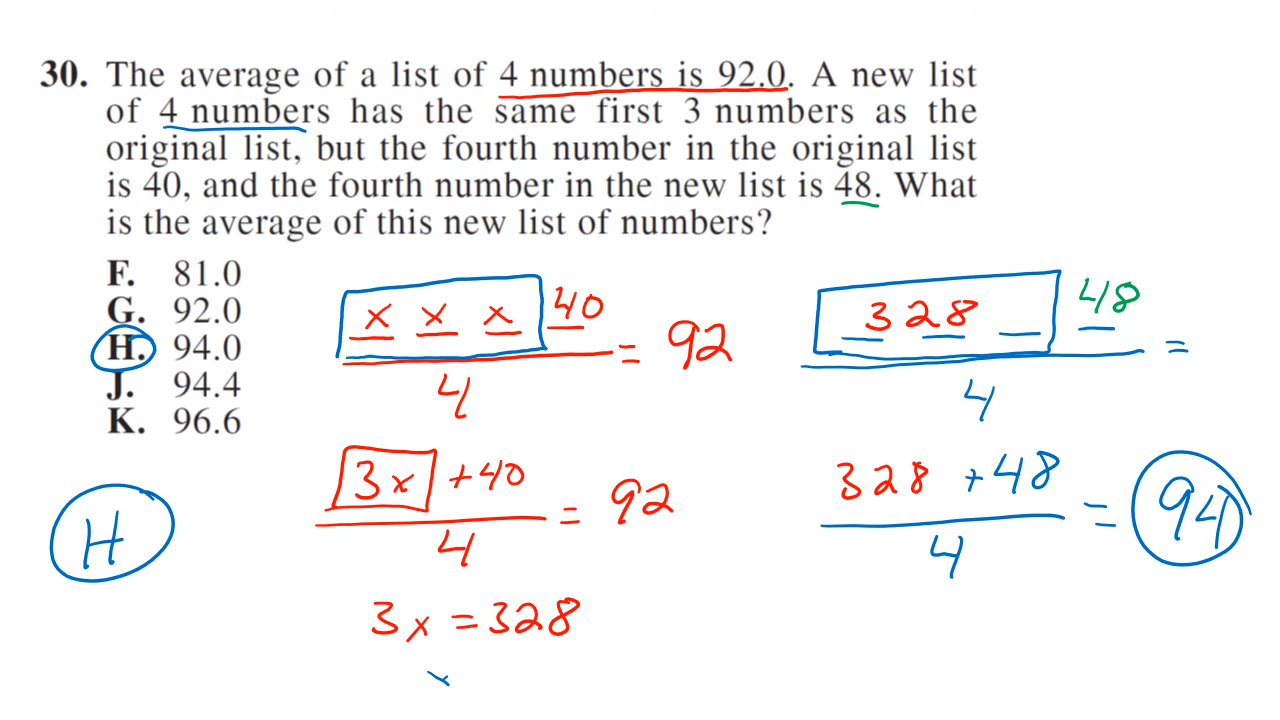 30. The average of a list of 4 numbers is 92.0. A new list
of 4 numbers has the same first 3 numbers as the
original list, but the fourth number in the original list
is 40, and the fourth number in the new list is 48. What
is the average of this new list of numbers?
F. 81.0
G. 92.0
H. 94.0
J. 94.4
K. 96.6
x x x 40
4
= 92
3x + 40
4
= 92
3x = 328
328 48
4
=
328 + 48
4
= 94
H